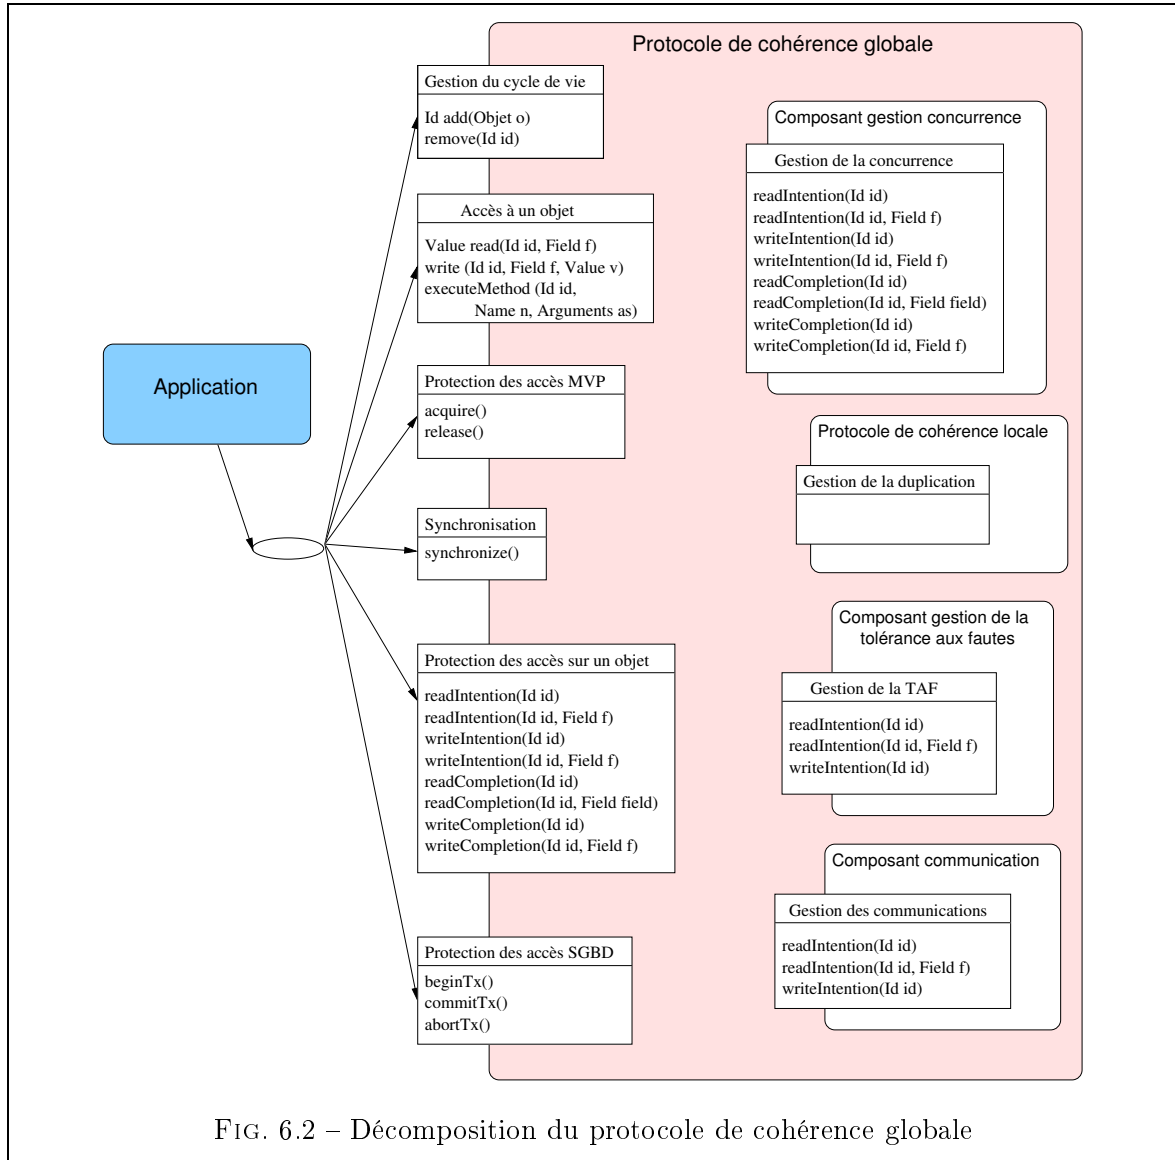 Protocole de cohérence globale
Gestion du cycle de vie
Id add(Objet o)
remove(Id id)
Accès à un objet
Value read(Id id, Field f)
write (Id id, Field f, Value v)
executeMethod (Id id,
Name n, Arguments as)
Application
Protection des accès MVP
acquire()
release()
Synchronisation
synchronize()
Protection des accès sur un objet
readIntention(Id id)
readIntention(Id id, Field f)
writeIntention(Id id)
writeIntention(Id id, Field f)
readCompletion(Id id)
readCompletion(Id id, Field field)
writeCompletion(Id id)
writeCompletion(Id id, Field f)
Protection des accès SGBD
beginTx()
commitTx()
abortTx()
Composant gestion concurrence
Gestion de la concurrence
readIntention(Id id)
readIntention(Id id, Field f)
writeIntention(Id id)
writeIntention(Id id, Field f)
readCompletion(Id id)
readCompletion(Id id, Field field)
writeCompletion(Id id)
writeCompletion(Id id, Field f)
Protocole de cohérence locale
Gestion de la duplication
Composant gestion de la
tolérance aux fautes
Gestion de la TAF
readIntention(Id id)
readIntention(Id id, Field f)
writeIntention(Id id)
Composant communication
Gestion des communications
readIntention(Id id)
readIntention(Id id, Field f)
writeIntention(Id id)
FIG. 6.2 – Décomposition du protocole de cohérence globale